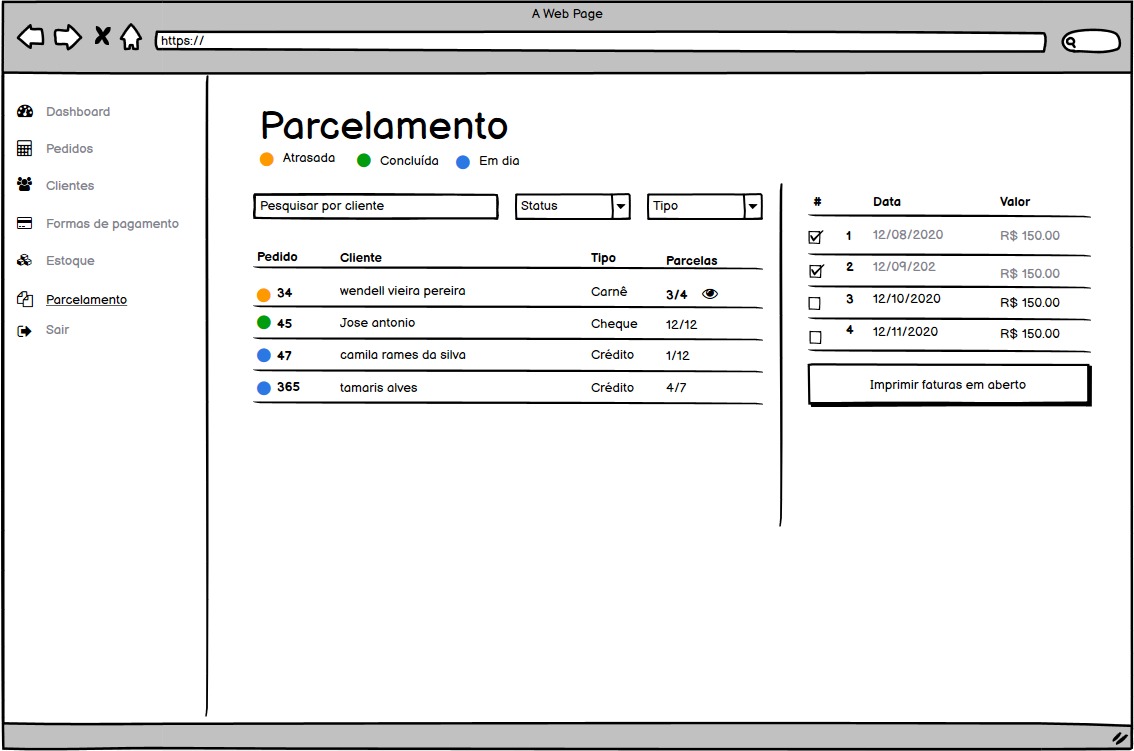 A Web Page
https://
Dashboard
Pedidos
Clientes
Formas de pagamento
Estoque
Parcelamento
Sair
Parcelamento
Atrasada Concluída Em dia
Pesquisar por cliente Status Tipo
Pedido Cliente Tipo Parcelas
34 wendell vieira pereira Carnê 3/4
45 Jose antonio Cheque 12/12
47 camila rames da silva Crédito 1/12
365 tamaris alves Crédito 4/7
# Data Valor
1 12/08/2020 R$ 150.00
2 12/09/202 R$ 150.00
3 12/10/2020 R$ 150.00
4 12/11/2020 R$ 150.00
Imprimir faturas em aberto